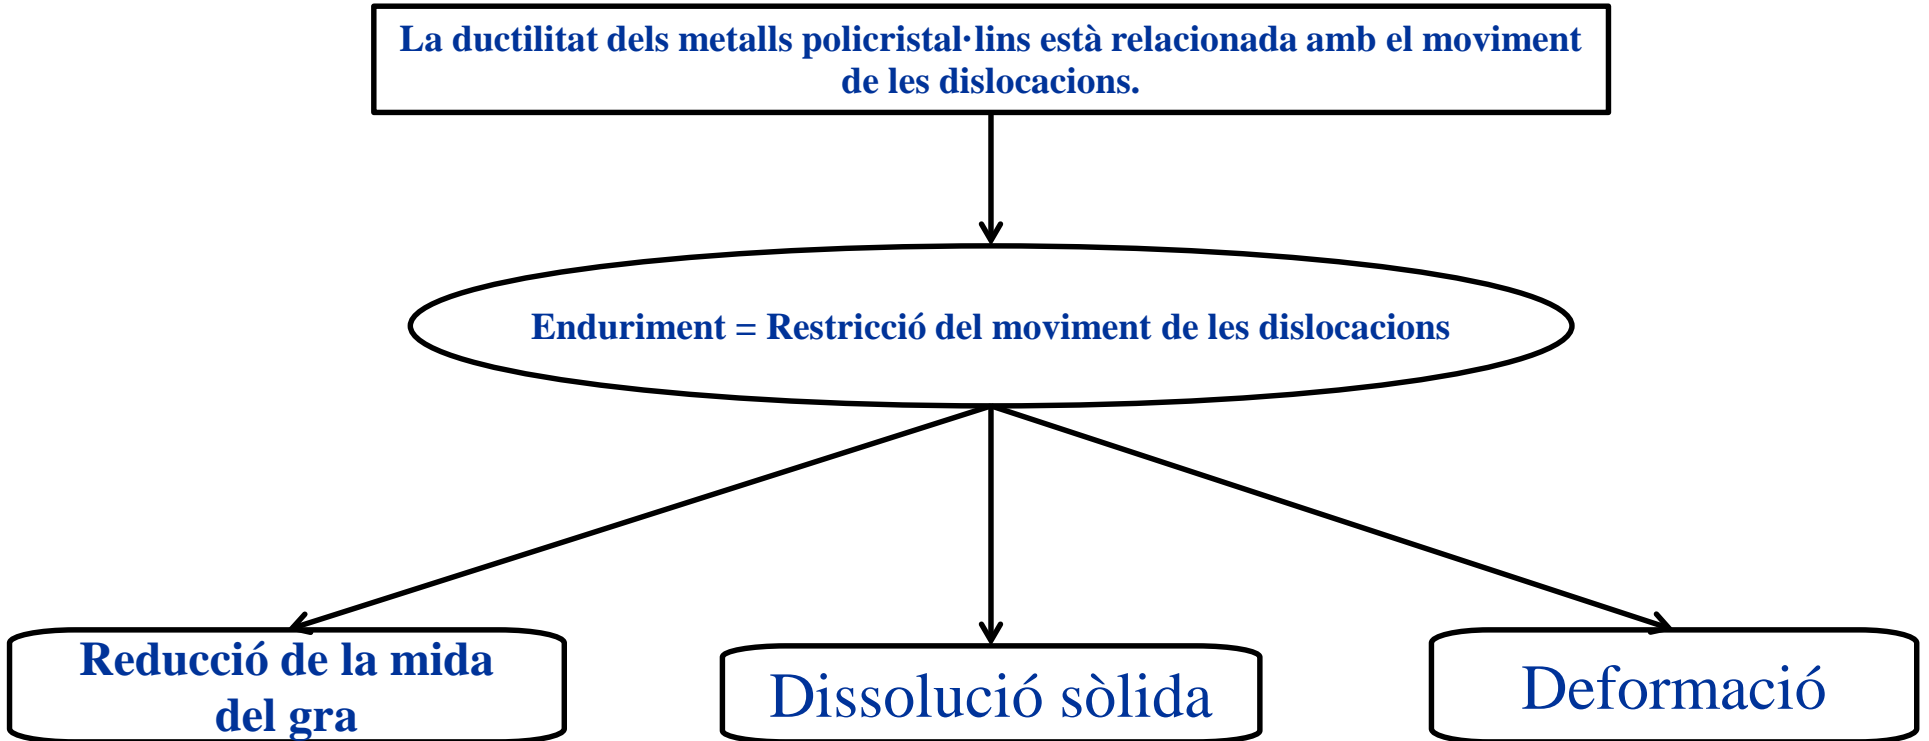 La ductilitat dels metalls policristal·lins està relacionada amb el moviment
de les dislocacions.
Enduriment = Restricció del moviment de les dislocacions
Reducció de la mida
del gra
Dissolució sòlida
Deformació